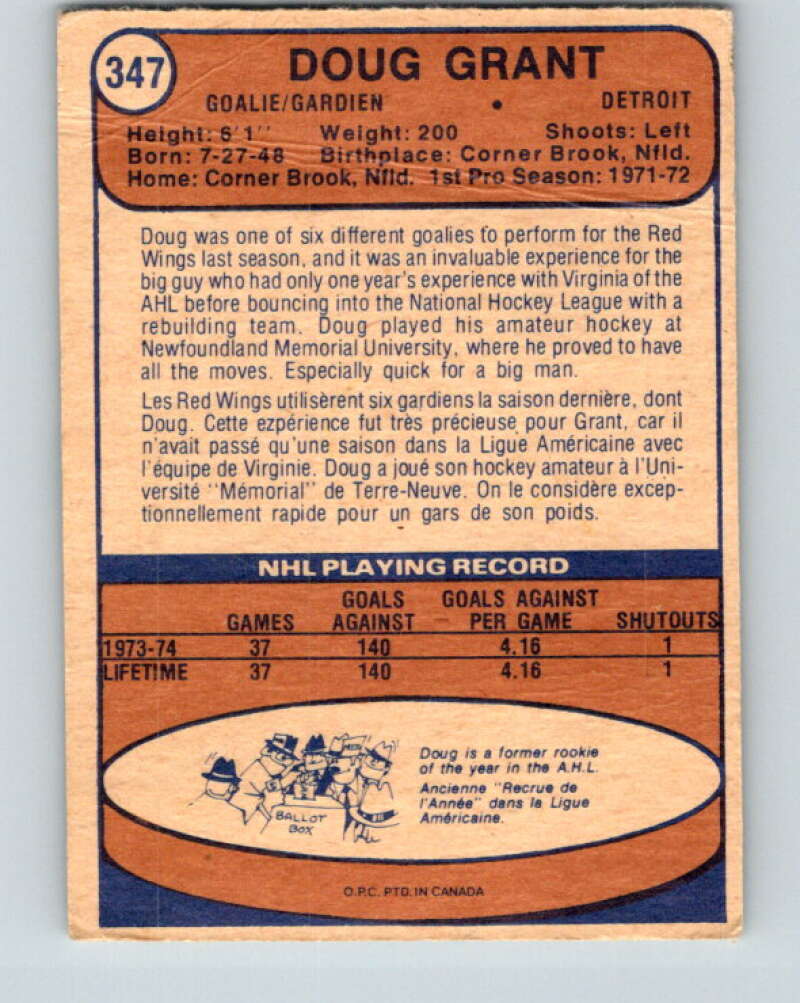 347
DOUG GRANT
GOALIE/GARDIEN • DETROIT
Height: 6'1" Weight: 200 Shoots: Left
Born: 7-27-48 Birthplace: Corner Brook, Nfld.
Home: Corner Brook, Nfld. 1st Pro Season: 1971-72
Doug was one of six different goalies to perform for the Red
Wings last season, and it was an invaluable experience for the
big guy who had only one year's experience with Virginia of the
AHL before bouncing into the National Hockey League with a
rebuilding team. Doug played his amateur hockey at
Newfoundland Memorial University, where he proved to have
all the moves. Especially quick for a big man.
Les Red Wings utilisèrent six gardiens la saison dernière, dont
Doug. Cette ezpérience fut très précieuse pour Grant, car il
n'avait passé qu'une saison dans la Ligue Américaine avec
l'équipe de Virginie. Doug a joué son hockey amateur à l'Uni-
versité "Mémorial" de Terre-Neuve. On le considère excep-
tionnellement rapide pour un gars de son poids.
NHL PLAYING RECORD
GOALS GOALS AGAINST
GAMES AGAINST PER GAME SHUTOUTS
1973-74 37 140 4.16 1
LIFETIME 37 140 4.16 1
Doug is a former rookie
of the year in the A.H.L.
Ancienne "Recrue de
l'Année" dans la Ligue
Américaine.
BALLOT
BOX
O.P.C. PTD. IN CANADA